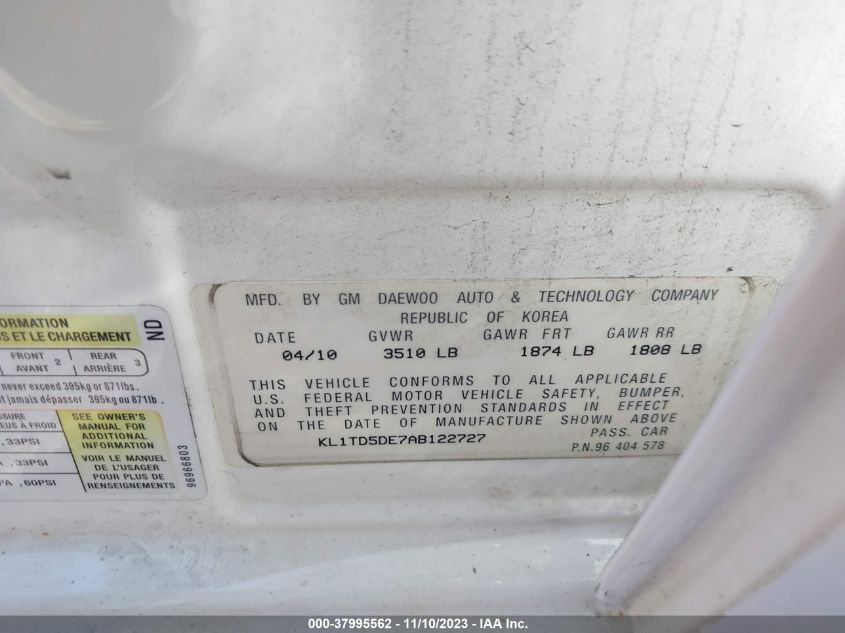 MFD. BY GM DAEWOO AUTO & TECHNOLOGY COMPANY
REPUBLIC OF KOREA
DATE GVWR GAWR FRT GAWR RR
04/10 3510 LB 1874 LB 1808 LB
THIS VEHICLE CONFORMS TO ALL APPLICABLE
U.S. FEDERAL MOTOR VEHICLE SAFETY, BUMPER,
AND THEFT PREVENTION STANDARDS IN EFFECT
ON THE DATE OF MANUFACTURE SHOWN ABOVE
KL1TD5DE7AB122727 PASS. CAR
P.N.96 404 578
ET LE CHARGEMENT
ND
FRONT 2 REAR 3
AVANT ARRIÈRE
never exceed 395kg or 871lbs.
jamais dépasser 395kg ou 871lb.
SEE OWNER'S
MANUAL FOR
ADDITIONAL
INFORMATION
VOIR LE MANUEL
DE L'USAGER
POUR PLUS DE
RENSEIGNEMENTS
À FROID
,33PSI
,33PSI
,60PSI
96966803
000-37995562 - 11/10/2023 - IAA Inc.